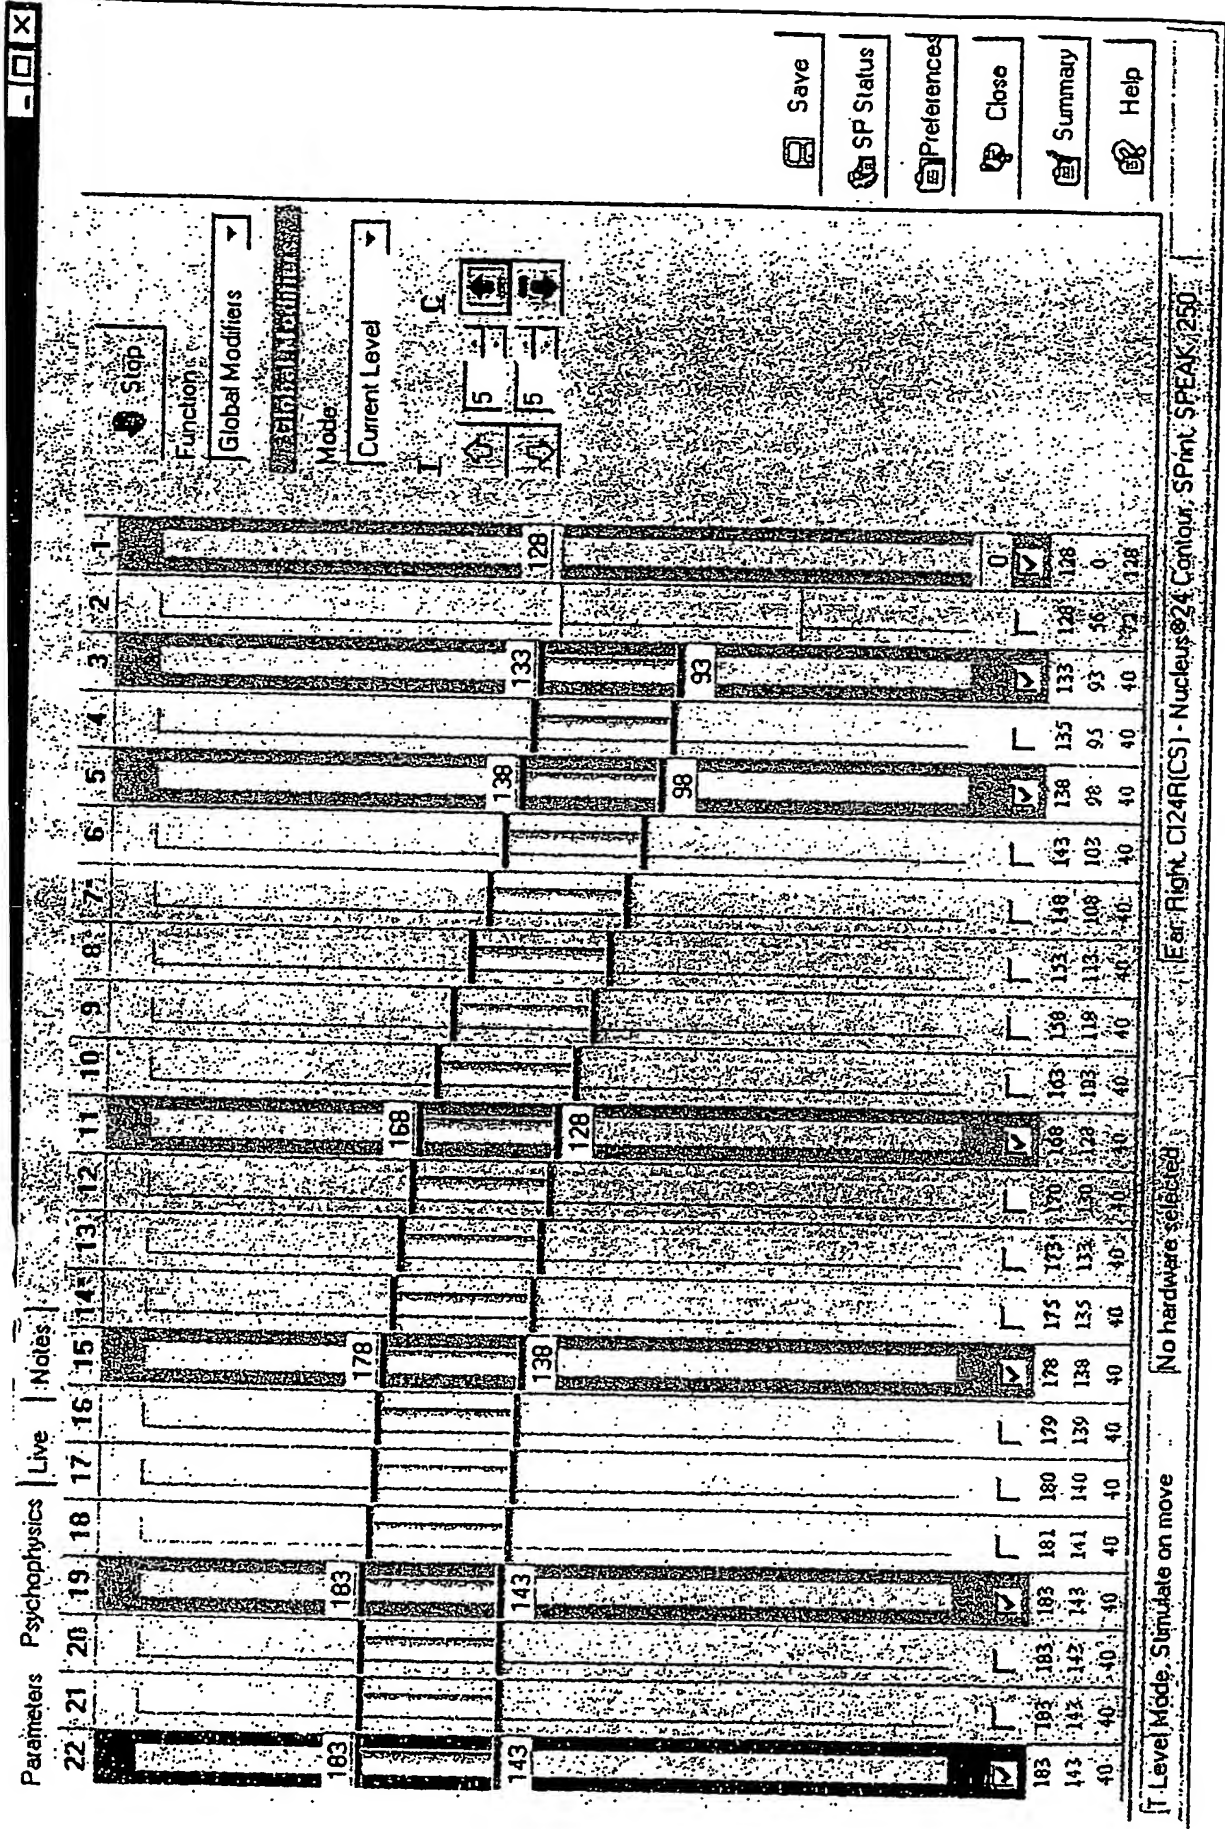 Parameters Psychophysics Live Notes
22 21 20 19 18 17 16 15 14 13 12 11 10 9 8 7 6 5 4 3 2 1
183 183 178 168 138 133 128
143 143 138 128 98 93 0
183 183 183 183 181 180 179 178 175 173 170 168 163 158 153 148 143 138 135 133 128 128
143 143 143 143 141 140 139 138 135 133 130 128 113 108 103 98 95 93 56 0
40 40 40 40 40 40 40 40 40 40 40 40 40 40 40 40 40 40 40 40 128
Stop
Function
Global Modifiers
Mode
Current Level
T C
5
5
Save
SP Status
Preferences
Close
Summary
Help
T. Level Mode, Stimulate on move
No hardware selected
Ear: Right, CI24R(CS) - Nucleus®24 Contour, SPrint SPEAK 250